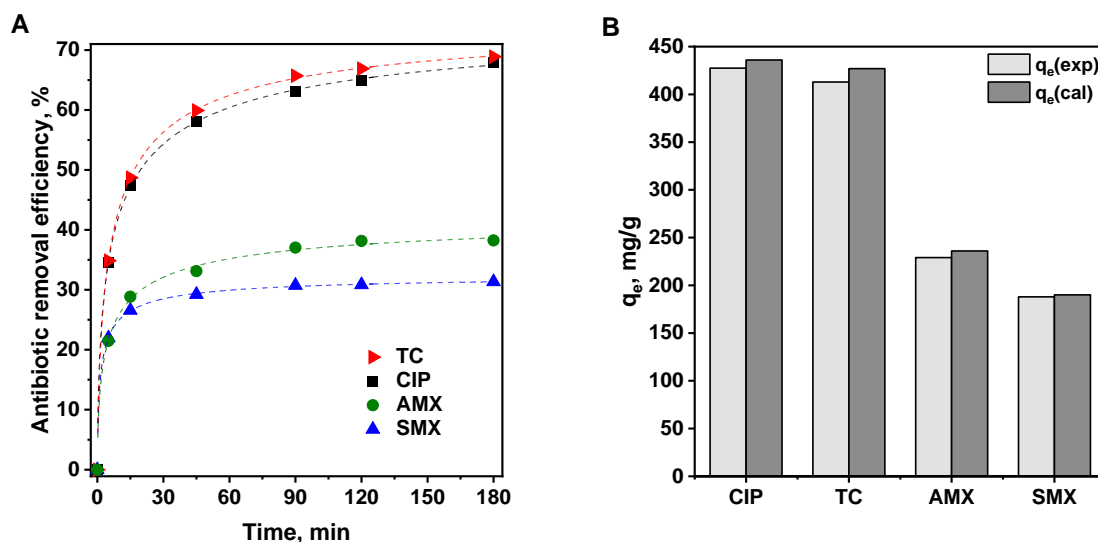 A
Antibiotic removal efficiency, %
70
60
50
40
30
20
10
0
TC
CIP
AMX
SMX
0 30 60 90 120 150 180
Time, min
B
qe, mg/g
450
400
350
300
250
200
150
100
50
0
qe(exp)
qe(cal)
CIP TC AMX SMX